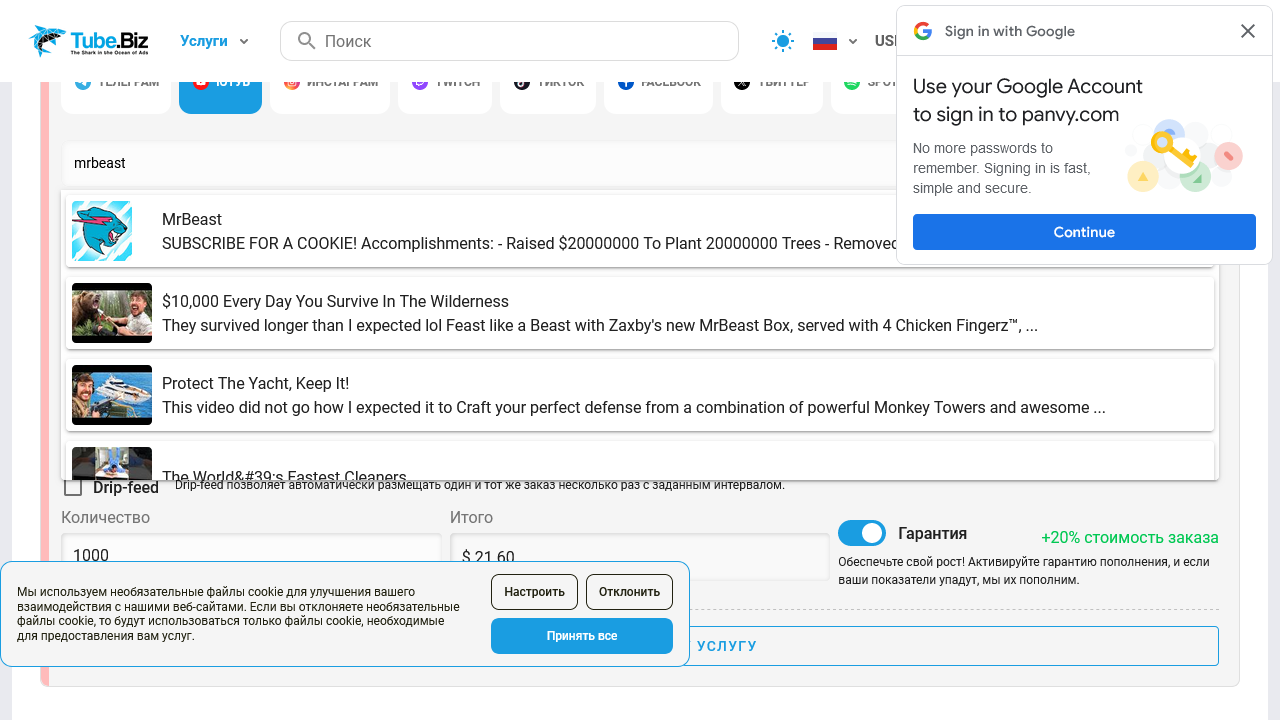 Tube.Biz
The Shark in the Ocean of Ads
Услуги
Поиск
Sign in with Google
Use your Google Account
to sign in to panvy.com
No more passwords to
remember. Signing in is fast,
simple and secure.
Continue
ТЕЛЕГРАМ
ЮТУБ
ИНСТАГРАМ
TWITCH
ТИКТОК
FACEBOOK
ТВИТТЕР
mrbeast
MrBeast
SUBSCRIBE FOR A COOKIE! Accomplishments: - Raised $20000000 To Plant 20000000 Trees - Removed
$10,000 Every Day You Survive In The Wilderness
They survived longer than I expected lol Feast like a Beast with Zaxby's new MrBeast Box, served with 4 Chicken Fingerz™, ...
Protect The Yacht, Keep It!
This video did not go how I expected it to Craft your perfect defense from a combination of powerful Monkey Towers and awesome ...
The World&#39;s Fastest Cleaners
Drip-feed
Drip-feed позволяет автоматически размещать один и тот же заказ несколько раз с заданным интервалом.
Количество
1000
Итого
$ 21.60
Гарантия
+20% стоимость заказа
Обеспечьте свой рост! Активируйте гарантию пополнения, и если
ваши показатели упадут, мы их пополним.
УСЛУГУ
Мы используем необязательные файлы cookie для улучшения вашего
взаимодействия с нашими веб-сайтами. Если вы отклоняете необязательные
файлы cookie, то будут использоваться только файлы cookie, необходимые
для предоставления вам услуг.
Настроить
Отклонить
Принять все